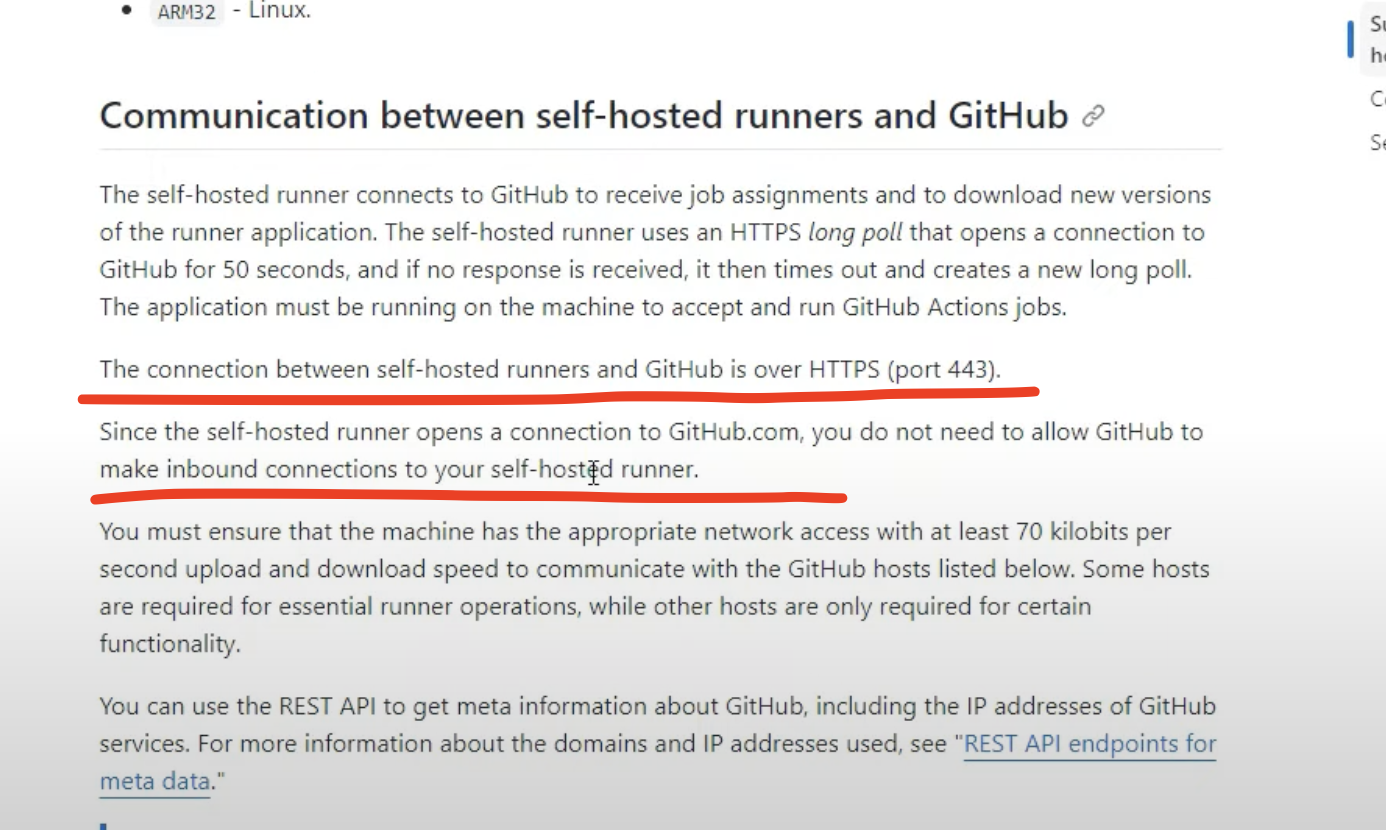 ARM32 - Linux.
Communication between self-hosted runners and GitHub
The self-hosted runner connects to GitHub to receive job assignments and to download new versions
of the runner application. The self-hosted runner uses an HTTPS long poll that opens a connection to
GitHub for 50 seconds, and if no response is received, it then times out and creates a new long poll.
The application must be running on the machine to accept and run GitHub Actions jobs.
The connection between self-hosted runners and GitHub is over HTTPS (port 443).
Since the self-hosted runner opens a connection to GitHub.com, you do not need to allow GitHub to
make inbound connections to your self-hosted runner.
You must ensure that the machine has the appropriate network access with at least 70 kilobits per
second upload and download speed to communicate with the GitHub hosts listed below. Some hosts
are required for essential runner operations, while other hosts are only required for certain
functionality.
You can use the REST API to get meta information about GitHub, including the IP addresses of GitHub
services. For more information about the domains and IP addresses used, see "REST API endpoints for
meta data."